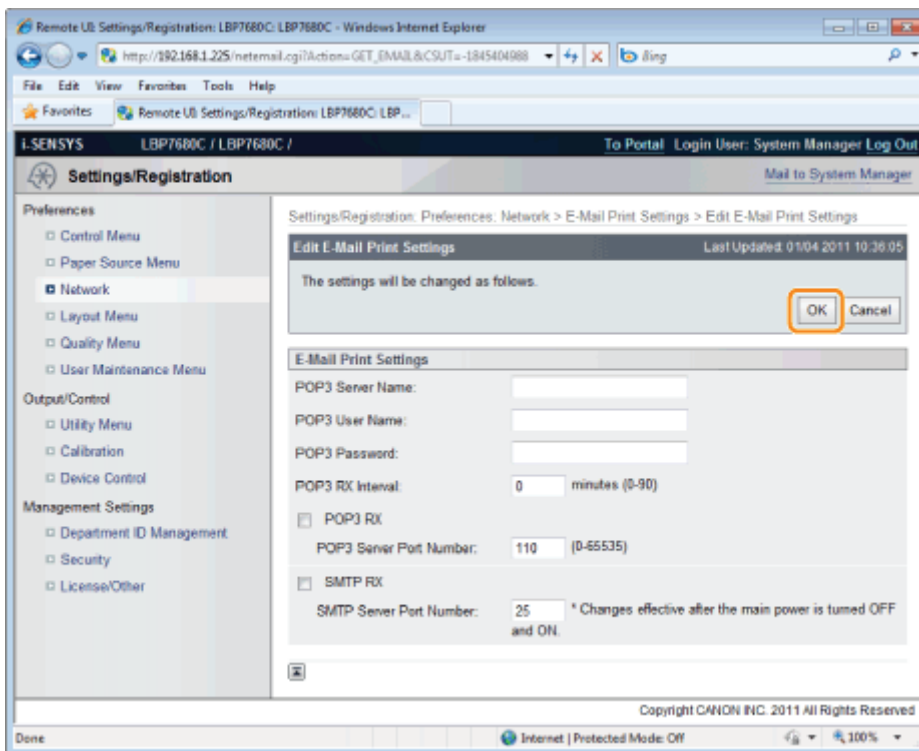 Remote UI: Settings/Registration: LBP7680C: LBP7680C - Windows Internet Explorer
http://192.168.1.225/netemail.cgi?Action=GET_EMAIL&CSUT=-1845404988
Bing
File Edit View Favorites Tools Help
Favorites
Remote UI: Settings/Registration: LBP7680C: LBP...
i-SENSYS LBP7680C / LBP7680C /
To Portal Login User: System Manager Log Out
Settings/Registration
Mail to System Manager
Preferences
Control Menu
Paper Source Menu
Network
Layout Menu
Quality Menu
User Maintenance Menu
Output/Control
Utility Menu
Calibration
Device Control
Management Settings
Department ID Management
Security
License/Other
Settings/Registration: Preferences: Network > E-Mail Print Settings > Edit E-Mail Print Settings
Edit E-Mail Print Settings
Last Updated: 01/04 2011 10:36:05
The settings will be changed as follows.
OK Cancel
E-Mail Print Settings
POP3 Server Name:
POP3 User Name:
POP3 Password:
POP3 RX Interval: 0 minutes (0-90)
POP3 RX
POP3 Server Port Number: 110 (0-65535)
SMTP RX
SMTP Server Port Number: 25 * Changes effective after the main power is turned OFF
and ON.
Copyright CANON INC. 2011 All Rights Reserved
Done
Internet | Protected Mode: Off
100%